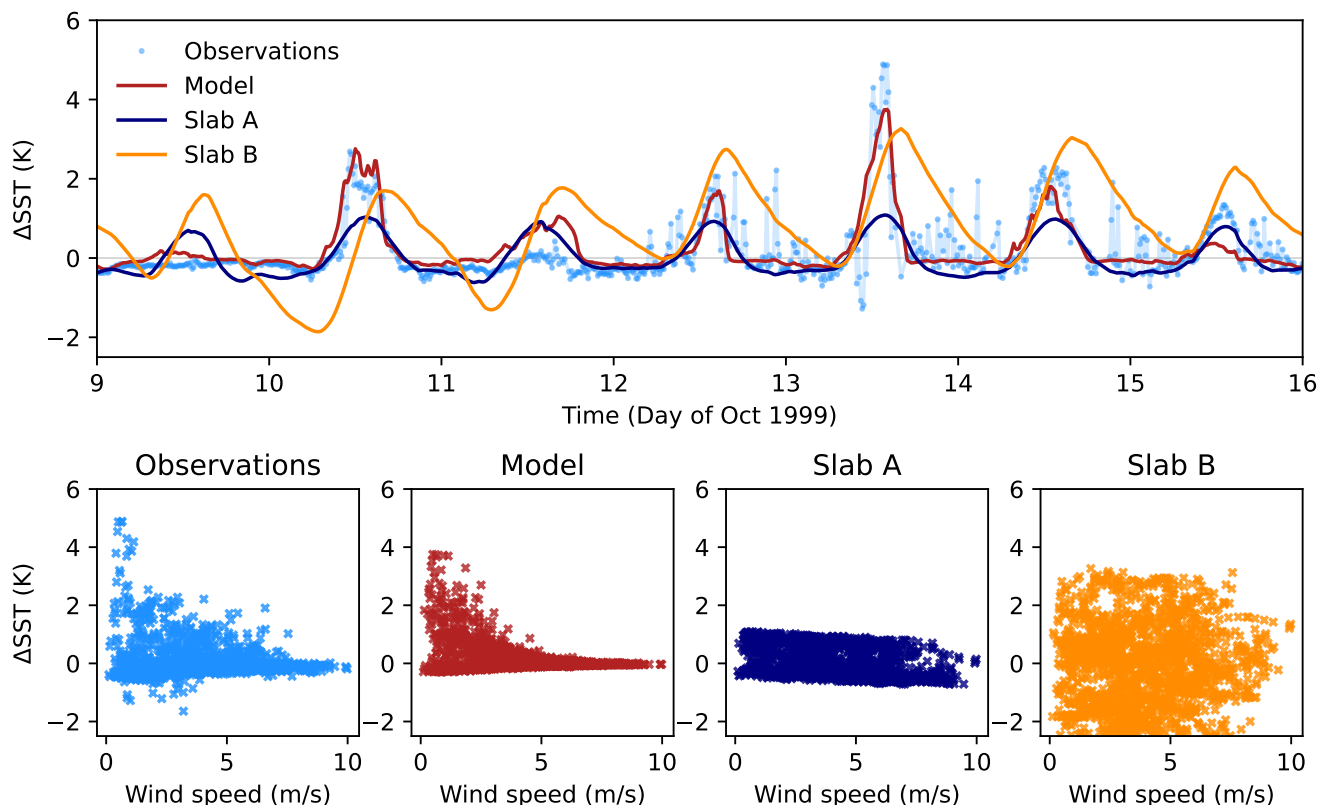 6
4
2
0
−2
ΔSST (K)
Observations
Model
Slab A
Slab B
9 10 11 12 13 14 15 16
Time (Day of Oct 1999)
Observations Model Slab A Slab B
6 6 6 6
4 4 4 4
2 2 2 2
0 0 0 0
−2 −2 −2 −2
ΔSST (K)
0 5 10 0 5 10 0 5 10 0 5 10
Wind speed (m/s) Wind speed (m/s) Wind speed (m/s) Wind speed (m/s)